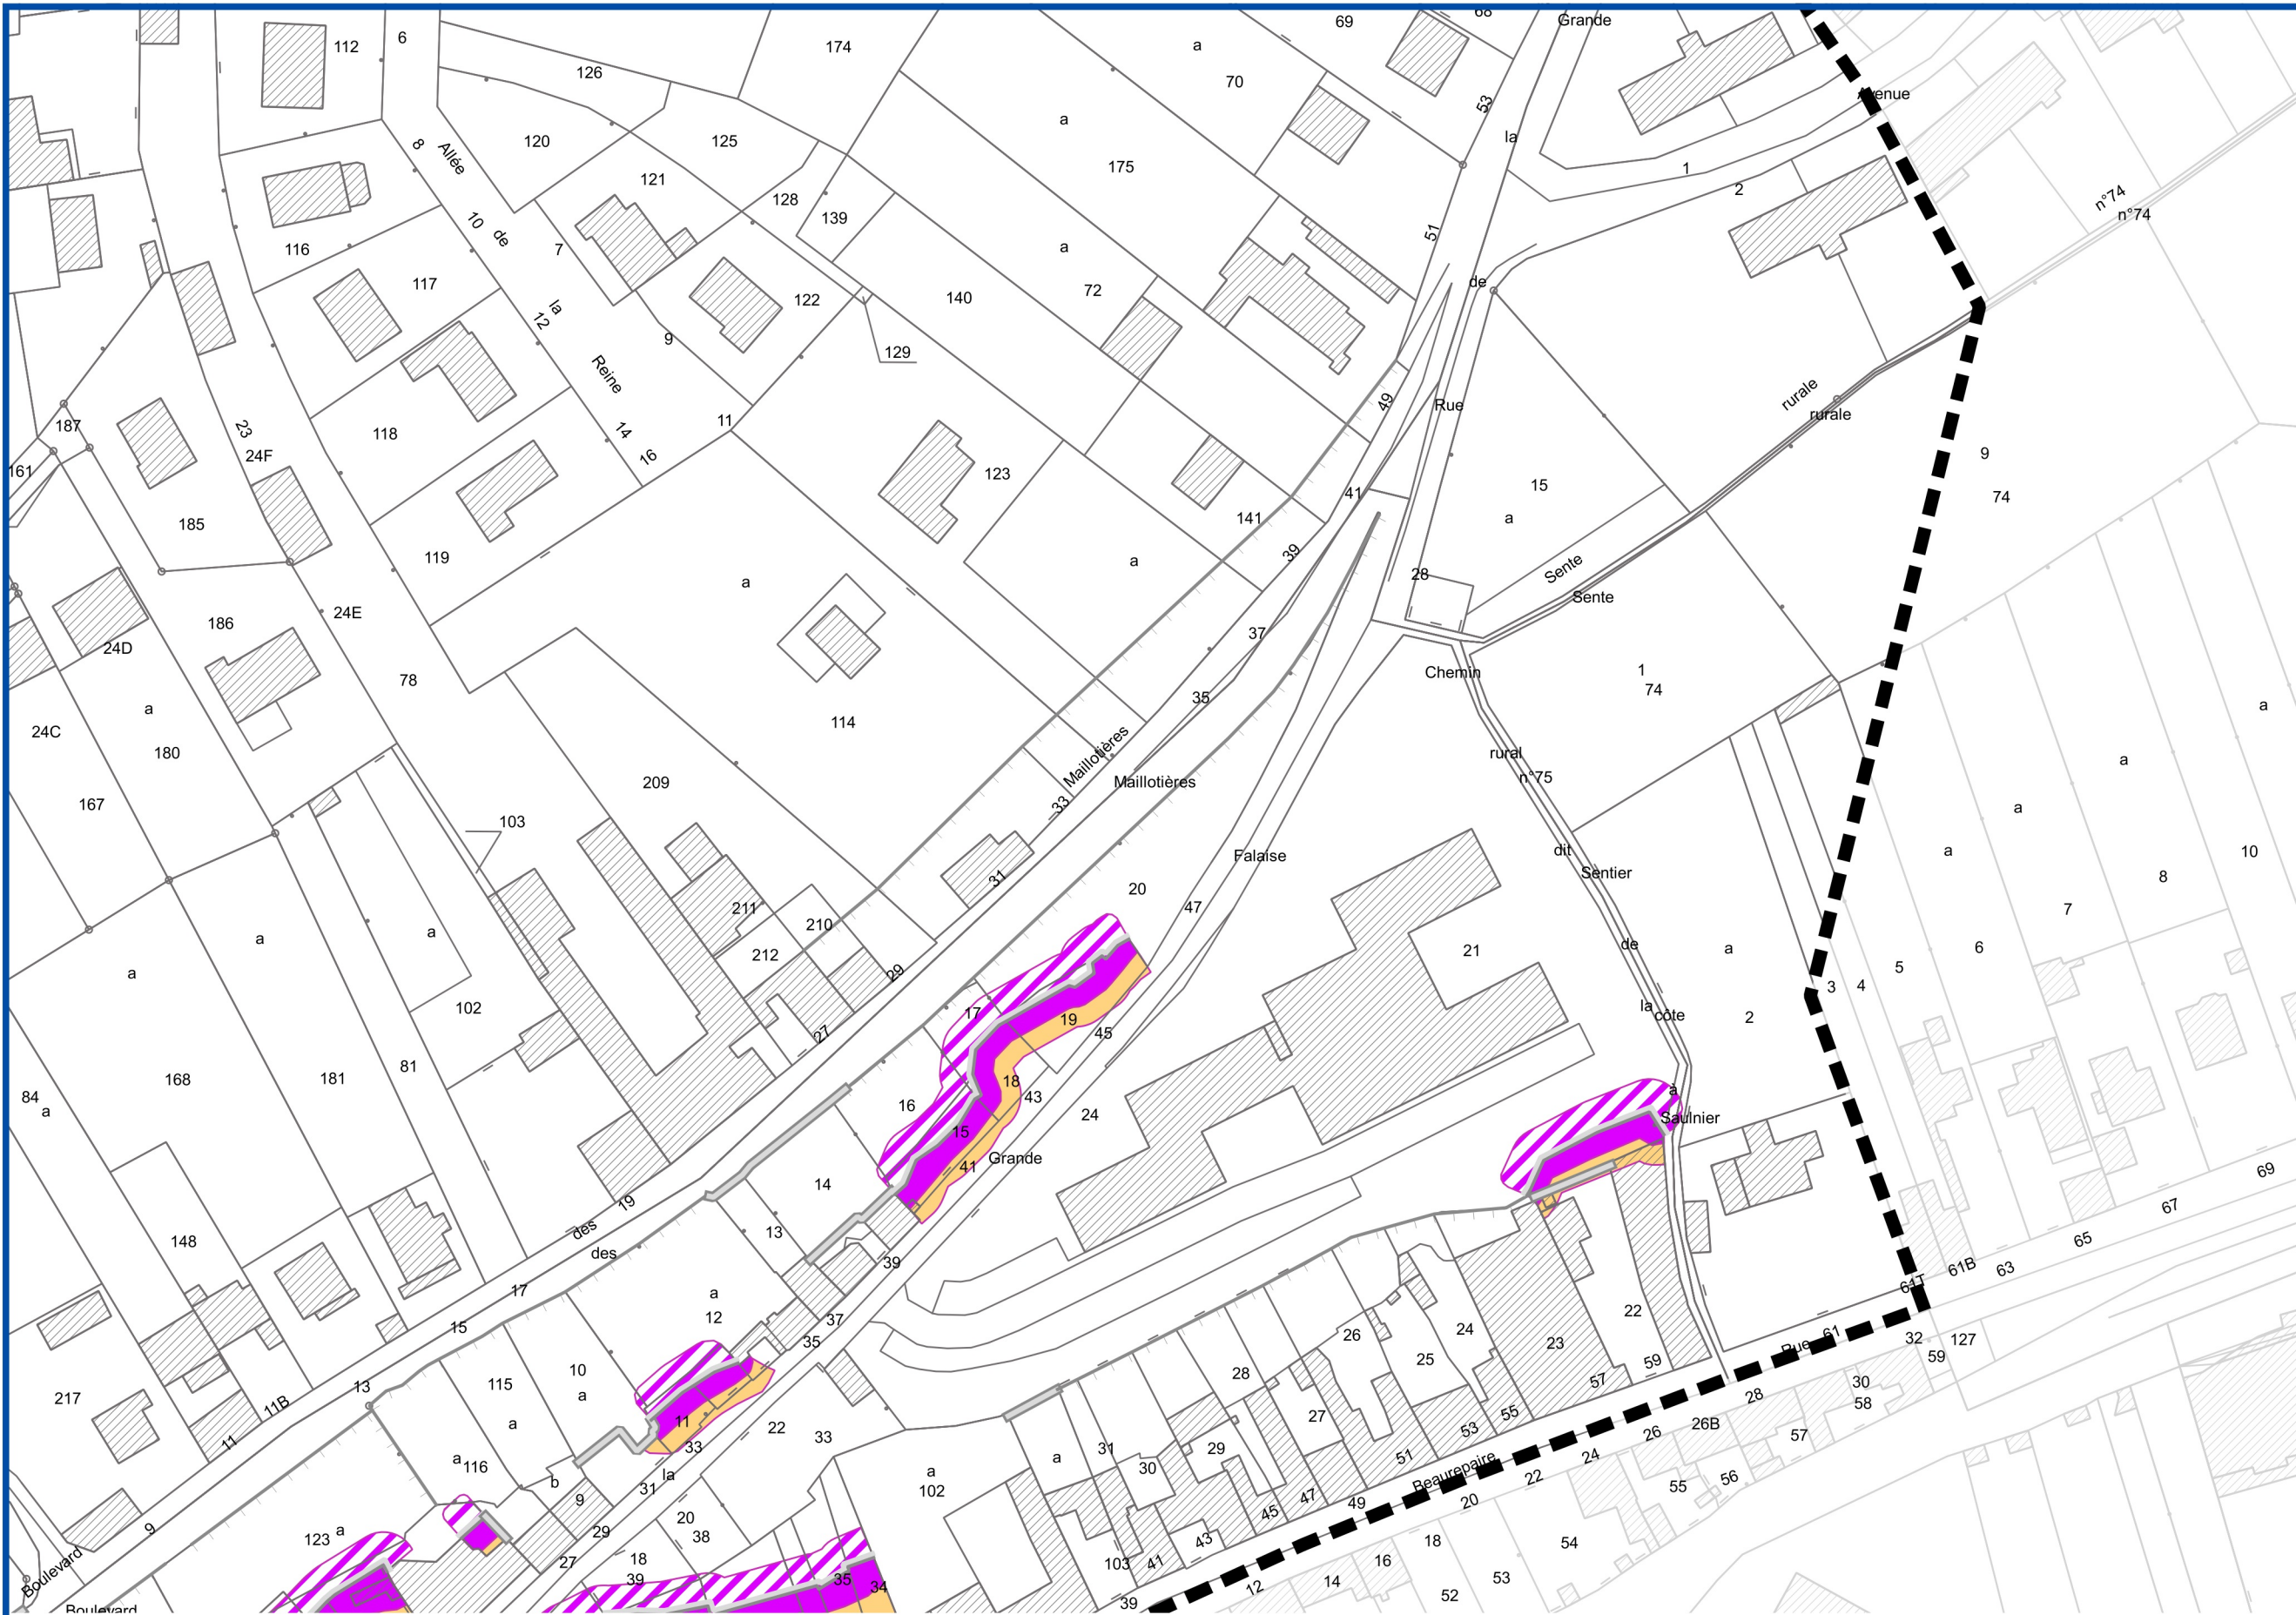 112
6
126
174
a
70
69
68
Grande
Avenue
120
125
121
128
139
a
175
53
la
1
2
n°74
n°74
8
Allée
10
de
116
117
7
122
129
140
a
72
51
de
la
12
9
Reine
14
16
11
118
23
24F
187
161
185
119
123
141
a
49
Rue
41
39
15
a
rurale
rurale
9
74
Sente
Sente
28
a
24E
186
24D
78
a
180
24C
167
114
209
37
35
Maillotières
Maillotières
33
Chemin
1
74
rural
n°75
dit
Sentier
Falaise
103
a
a
a
102
211
210
212
31
29
27
20
47
21
de
a
la
côte
2
3
4
5
6
7
8
10
a
a
a
a
17
19
45
18
43
16
15
41
Grande
24
à
Saulnier
84
a
168
181
81
148
19
des
des
17
15
14
13
39
37
35
a
12
217
11B
11
13
115
a
10
a
11
33
22
33
a
116
b
9
la
31
29
27
20
38
18
39
35
34
123
a
9
Boulevard
Boulevard
a
102
a
31
30
29
28
27
26
25
24
23
22
103
41
43
45
47
49
51
53
55
57
59
Rue
61
61T
61B
63
65
67
69
32
127
59
30
58
28
26B
26
24
22
20
Beaurepaire
57
56
55
54
53
52
18
16
14
12
39